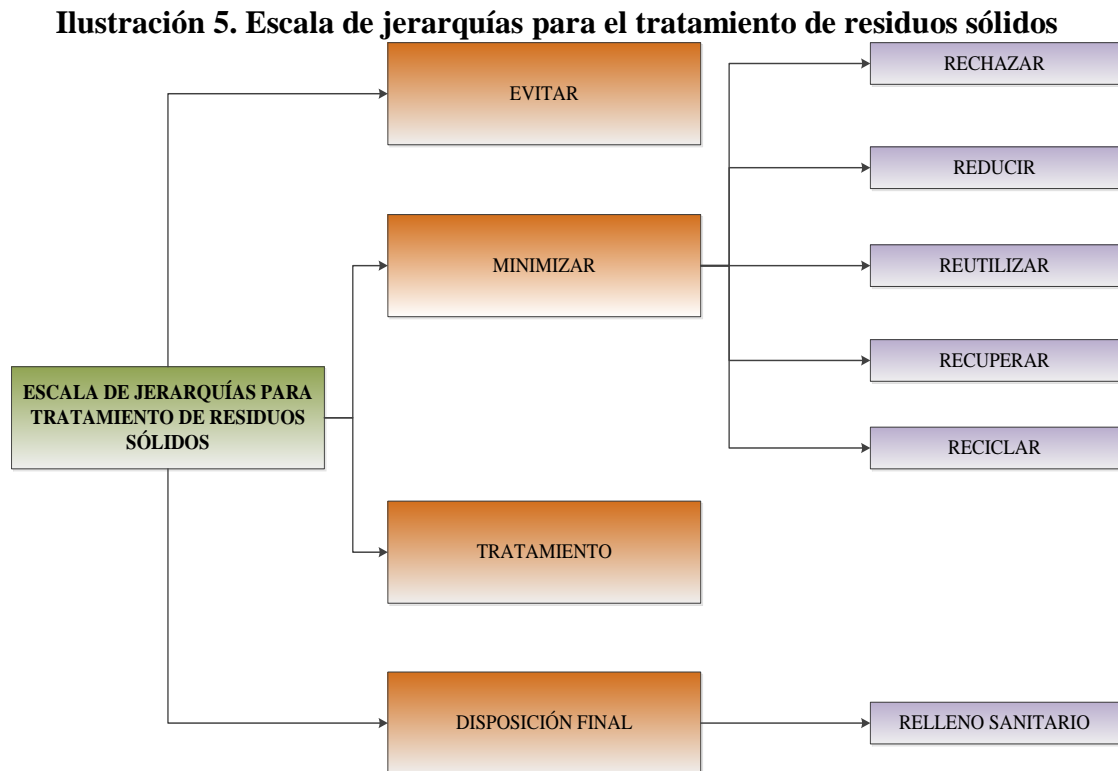 Ilustración 5. Escala de jerarquías para el tratamiento de residuos sólidos
EVITAR
MINIMIZAR
TRATAMIENTO
DISPOSICIÓN FINAL
ESCALA DE JERARQUÍAS PARA
TRATAMIENTO DE RESIDUOS
SÓLIDOS
RECHAZAR
REDUCIR
REUTILIZAR
RECUPERAR
RECICLAR
RELLENO SANITARIO